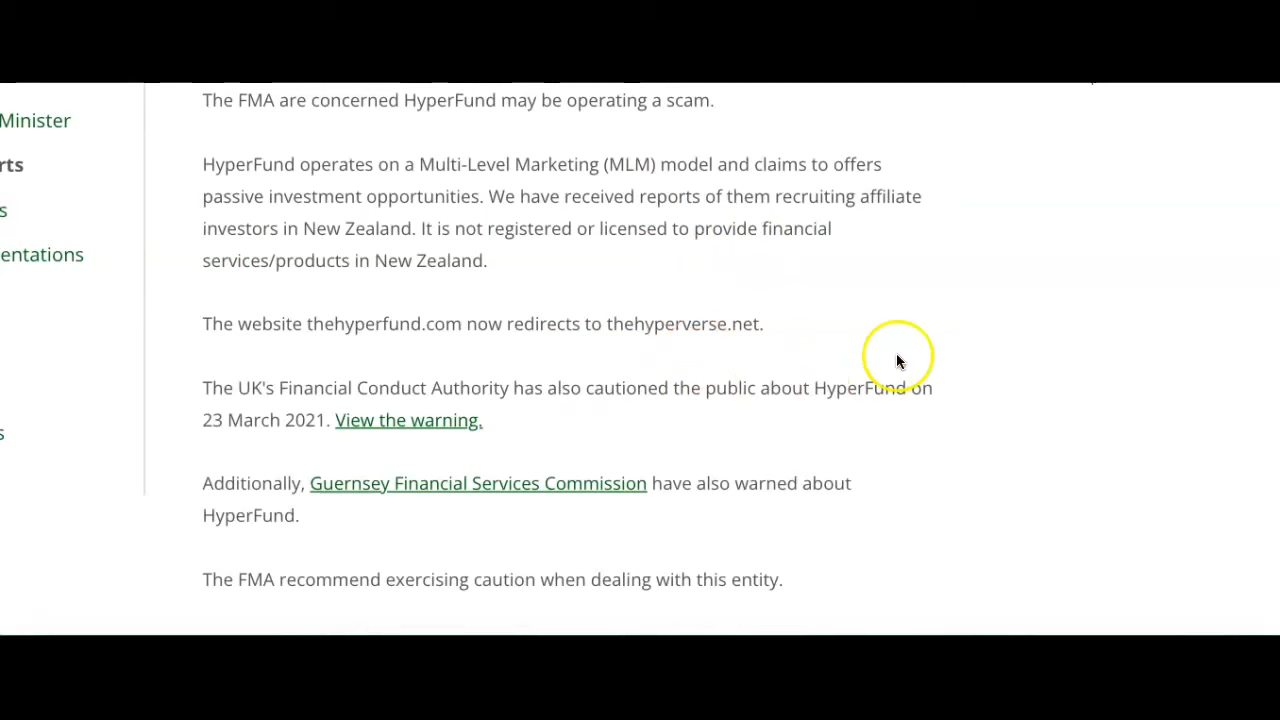 The FMA are concerned HyperFund may be operating a scam.
Minister
rts
HyperFund operates on a Multi-Level Marketing (MLM) model and claims to offers
passive investment opportunities. We have received reports of them recruiting affiliate
s
investors in New Zealand. It is not registered or licensed to provide financial
entations
services/products in New Zealand.
The website thehyperfund.com now redirects to thehyperverse.net.
The UK's Financial Conduct Authority has also cautioned the public about HyperFund on
23 March 2021. View the warning.
s
Additionally, Guernsey Financial Services Commission have also warned about
HyperFund.
The FMA recommend exercising caution when dealing with this entity.